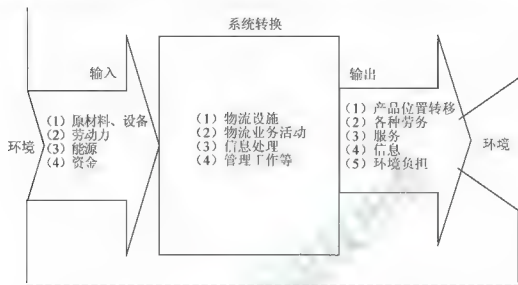 系统转换
输入
输出
环境
(1) 原材料、设备
(2) 劳动力
(3) 能源
(4) 资金
(1) 物流设施
(2) 物流业务活动
(3) 信息处理
(4) 管理工作等
(1) 产品位置转移
(2) 各种劳务
(3) 服务
(4) 信息
(5) 环境负担
环境